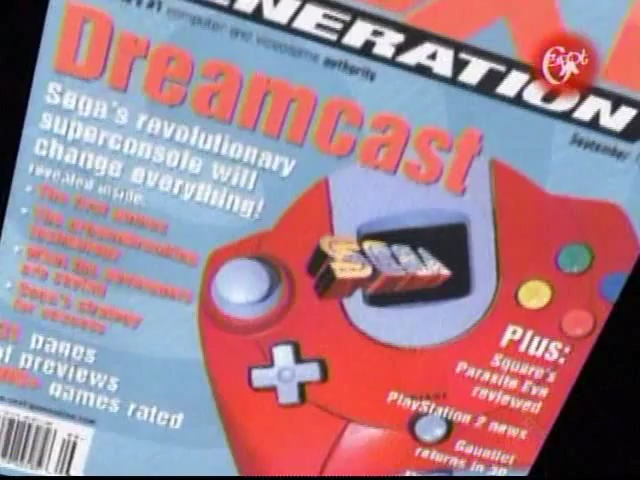 GENERATION
computer and videogame authority
September
Dreamcast
Sega's revolutionary
superconsole will
change everything!
revealed inside:
• The first games
• The groundbreaking
technology
• What the developers
are saying
• Sega's strategy
for success
SEGA
pages
previews
games rated
Plus:
Square's
Parasite Eve
reviewed
PlayStation 2 news
Gauntlet
returns in 3D